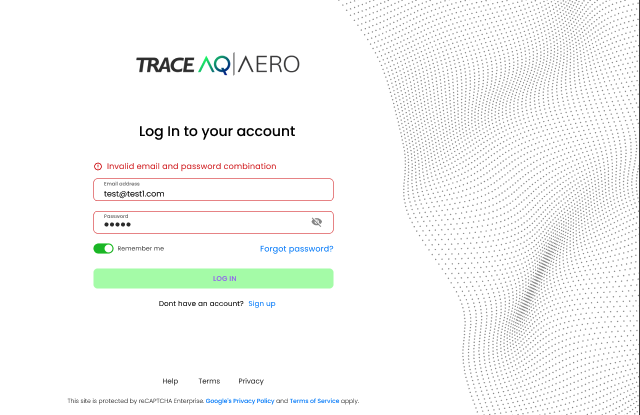 TRACE AQ|AERO
Log In to your account
Invalid email and password combination
Email address
test@test1.com
Password
●●●●●
Remember me
Forgot password?
LOG IN
Dont have an account? Sign up
Help Terms Privacy
This site is protected by reCAPTCHA Enterprise. Google's Privacy Policy and Terms of Service apply.